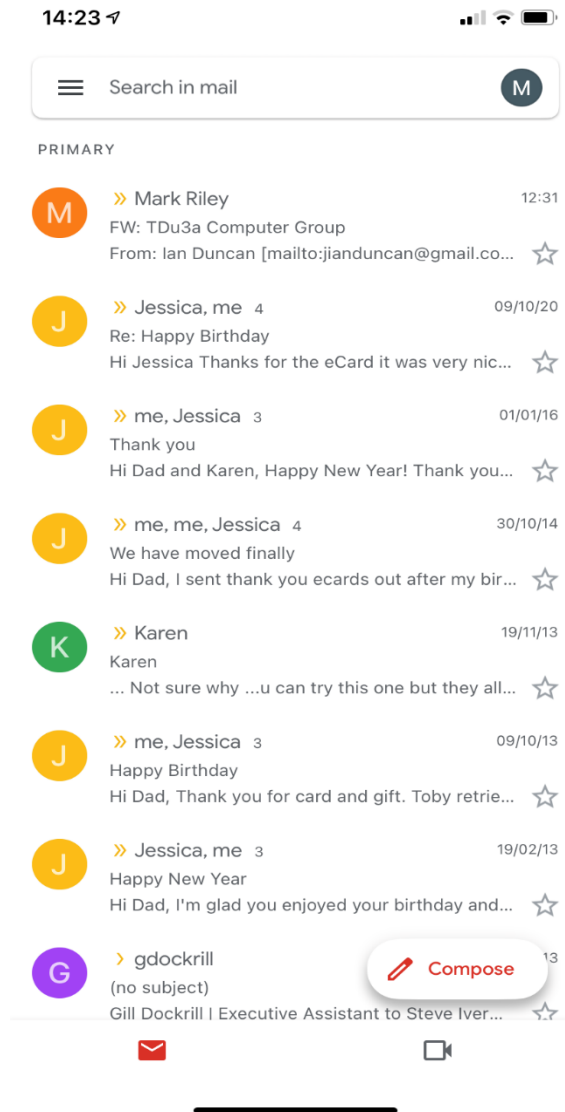 14:23
Search in mail
M
PRIMARY
M
Mark Riley
12:31
FW: TDu3a Computer Group
From: Ian Duncan [mailto:jianduncan@gmail.co...
J
Jessica, me 4
09/10/20
Re: Happy Birthday
Hi Jessica Thanks for the eCard it was very nic...
J
me, Jessica 3
01/01/16
Thank you
Hi Dad and Karen, Happy New Year! Thank you...
J
me, me, Jessica 4
30/10/14
We have moved finally
Hi Dad, I sent thank you ecards out after my bir...
K
Karen
19/11/13
Karen
... Not sure why ...u can try this one but they all...
J
me, Jessica 3
09/10/13
Happy Birthday
Hi Dad, Thank you for card and gift. Toby retrie...
J
Jessica, me 3
19/02/13
Happy New Year
Hi Dad, I'm glad you enjoyed your birthday and...
G
gdockrill
13
(no subject)
Compose
Gill Dockrill | Executive Assistant to Steve Iver...